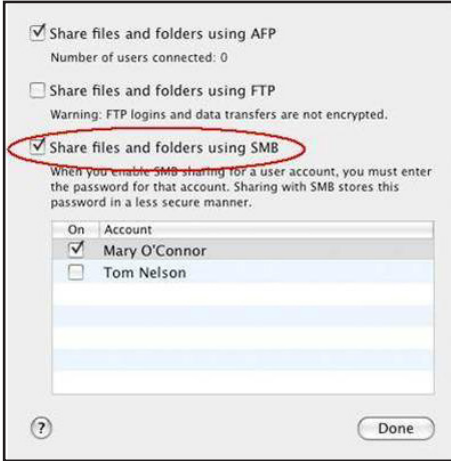 Share files and folders using AFP
Number of users connected: 0
Share files and folders using FTP
Warning: FTP logins and data transfers are not encrypted.
Share files and folders using SMB
When you enable SMB sharing for a user account, you must enter
the password for that account. Sharing with SMB stores this
password in a less secure manner.
On Account
Mary O'Connor
Tom Nelson
? Done